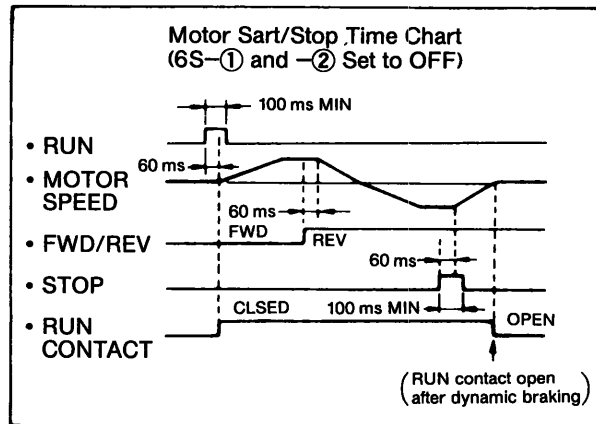 Motor Sart/Stop Time Chart
(6S-① and -② Set to OFF)
100 ms MIN
• RUN
60 ms
• MOTOR SPEED
60 ms
• FWD/REV
FWD
REV
60 ms
• STOP
CLSED
100 ms MIN
OPEN
• RUN CONTACT
(RUN contact open
after dynamic braking)